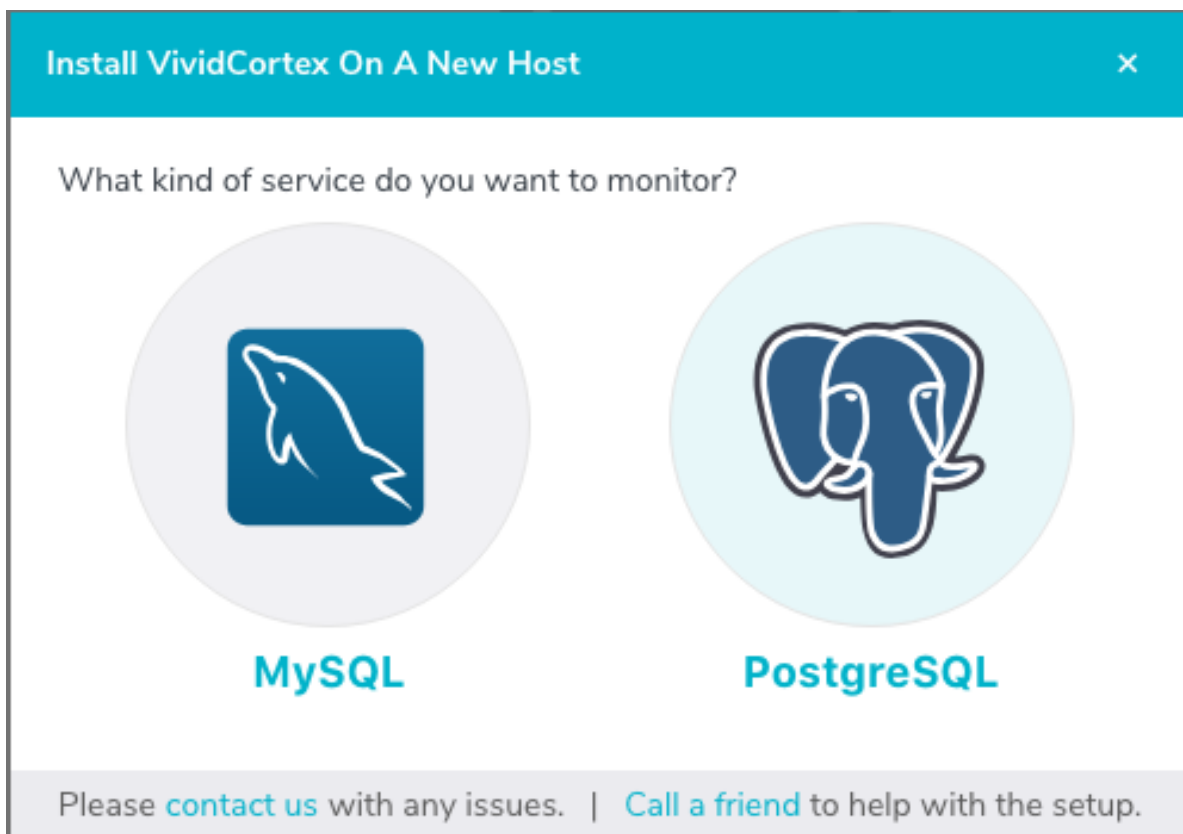 Install VividCortex On A New Host ×
What kind of service do you want to monitor?
MySQL PostgreSQL
Please contact us with any issues. | Call a friend to help with the setup.